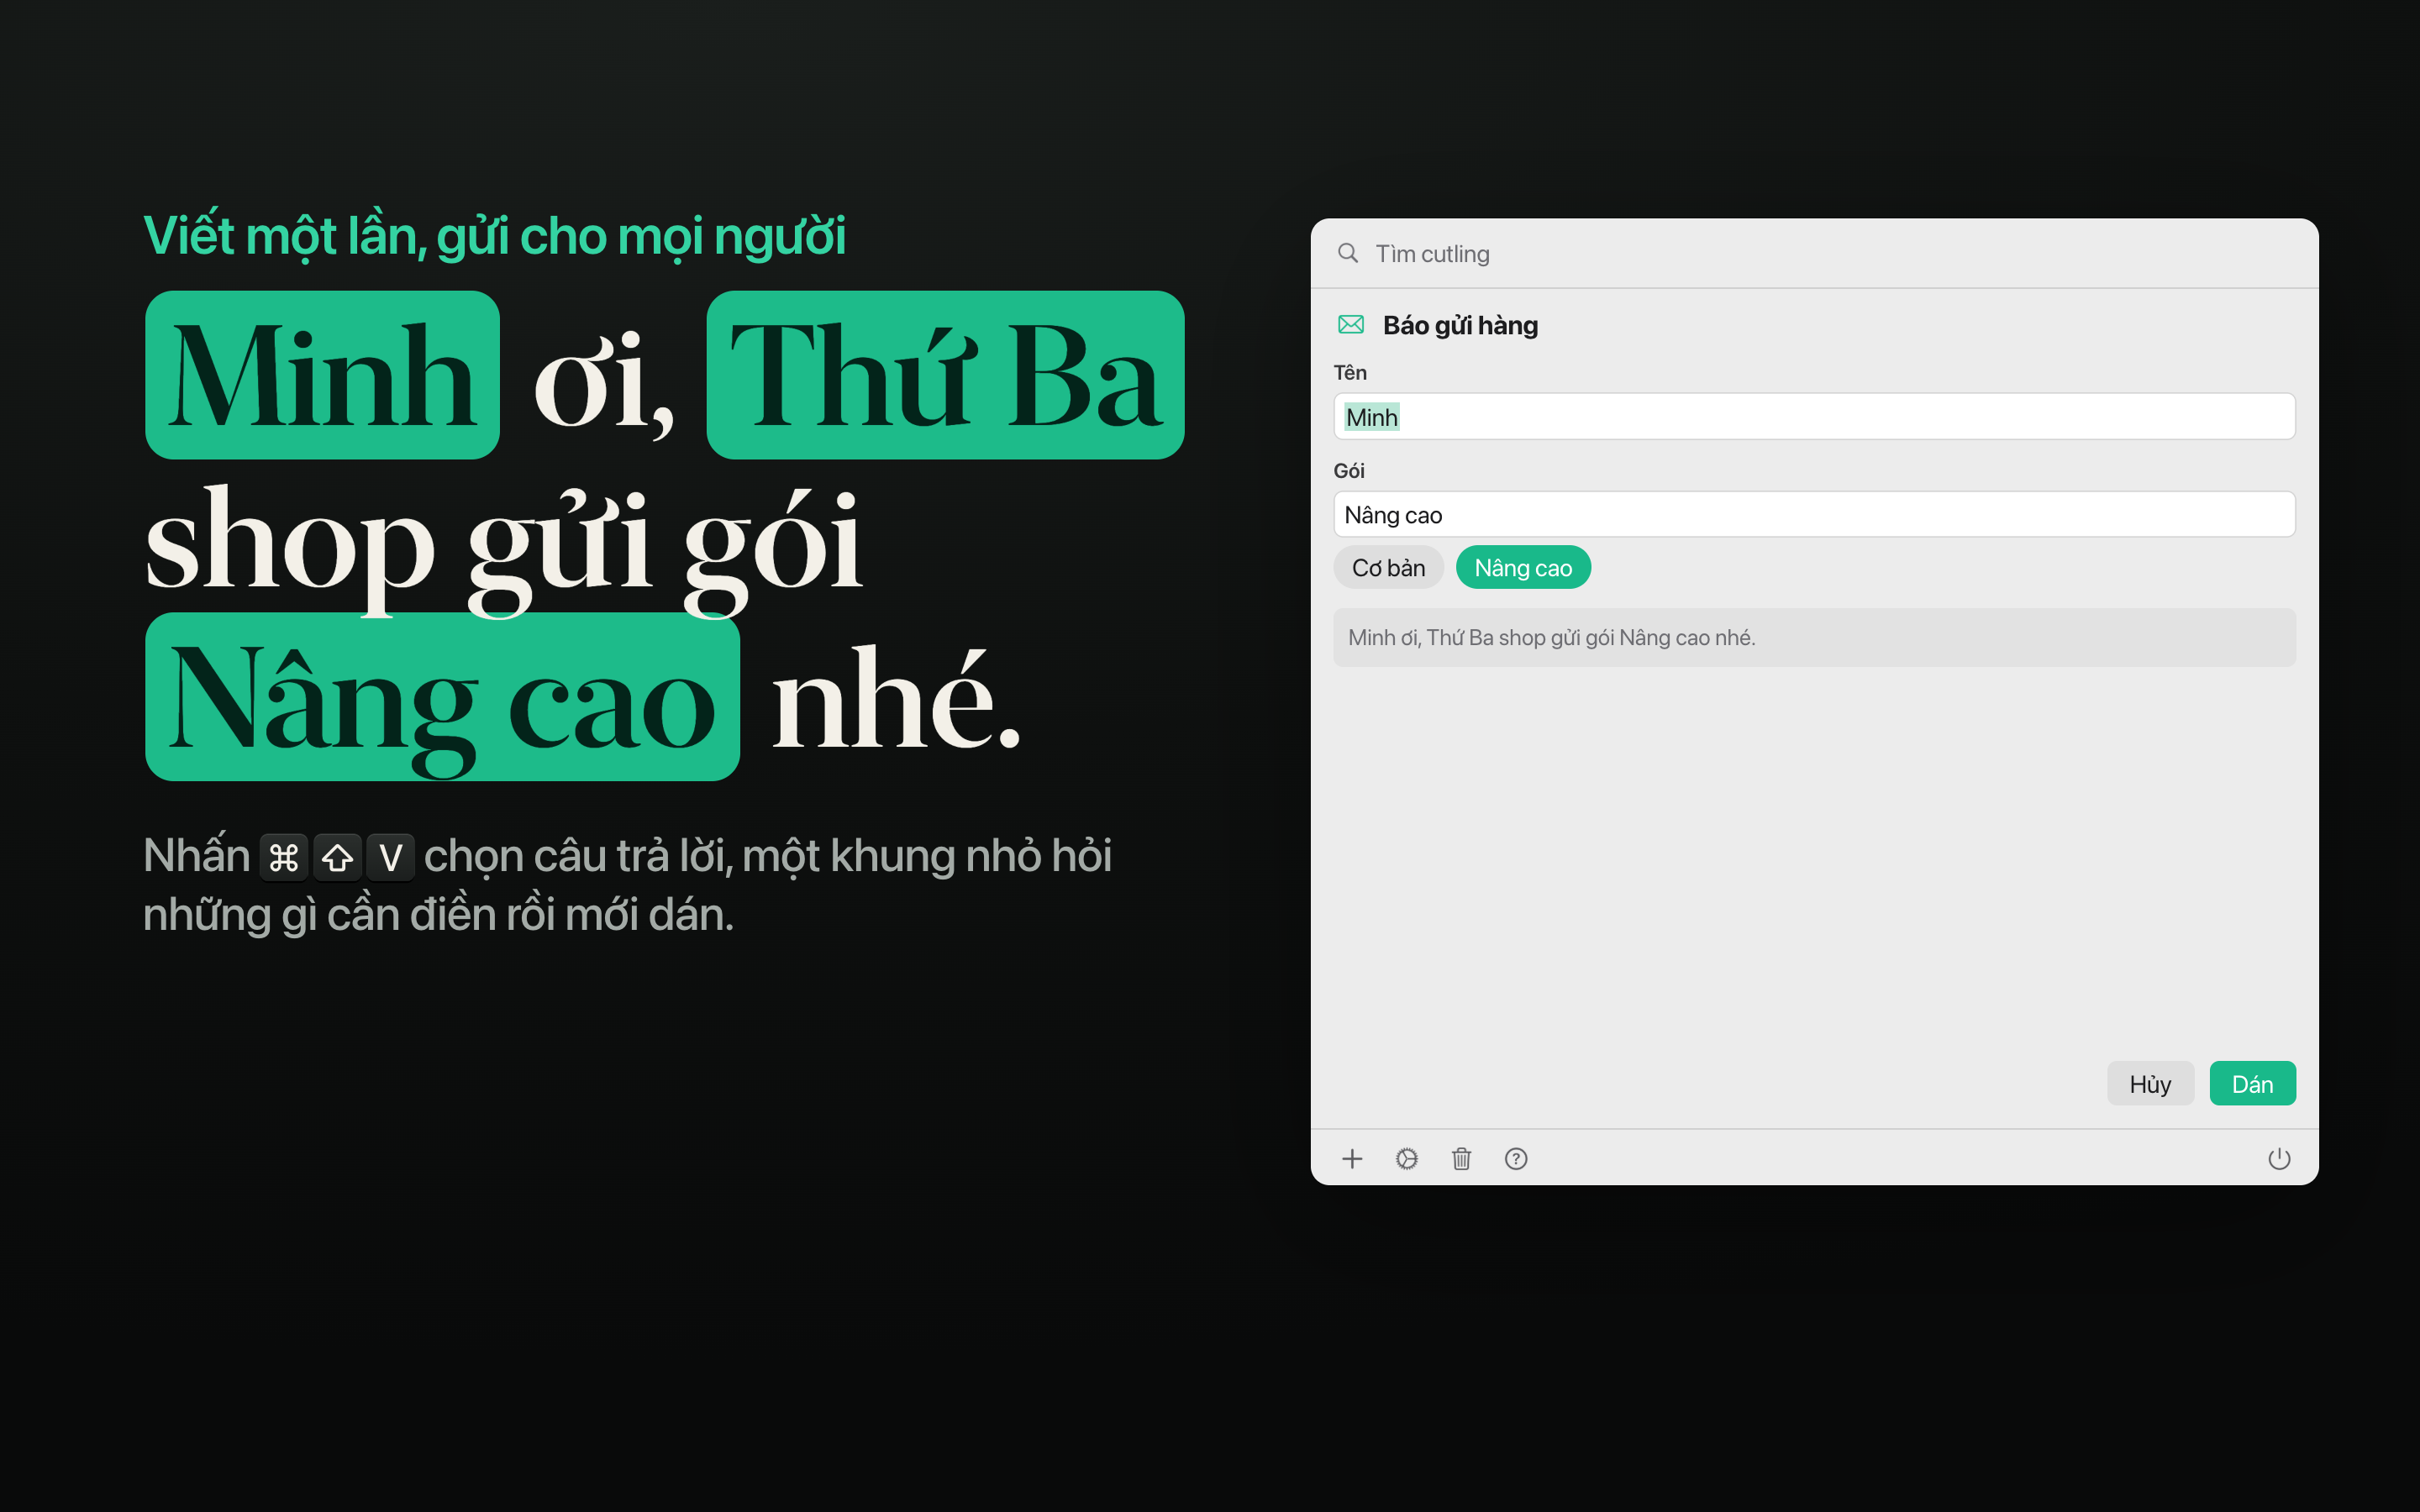 Viết một lần, gửi cho mọi người
Minh ơi, Thứ Ba
shop gửi gói
Nâng cao nhé.
Nhấn ⌘ ⇧ V chọn câu trả lời, một khung nhỏ hỏi
những gì cần điền rồi mới dán.
Tìm cutling
Báo gửi hàng
Tên
Minh
Gói
Nâng cao
Cơ bản Nâng cao
Minh ơi, Thứ Ba shop gửi gói Nâng cao nhé.
Hủy Dán